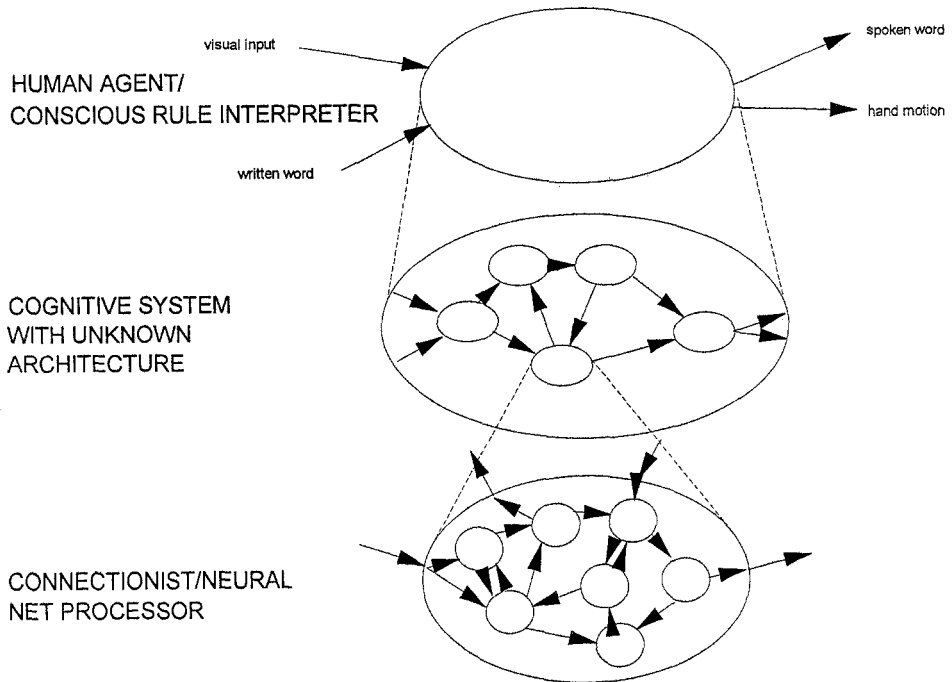 spoken word
visual input
HUMAN AGENT/
CONSCIOUS RULE INTERPRETER
hand motion
written word
COGNITIVE SYSTEM
WITH UNKNOWN
ARCHITECTURE
CONNECTIONIST/NEURAL
NET PROCESSOR